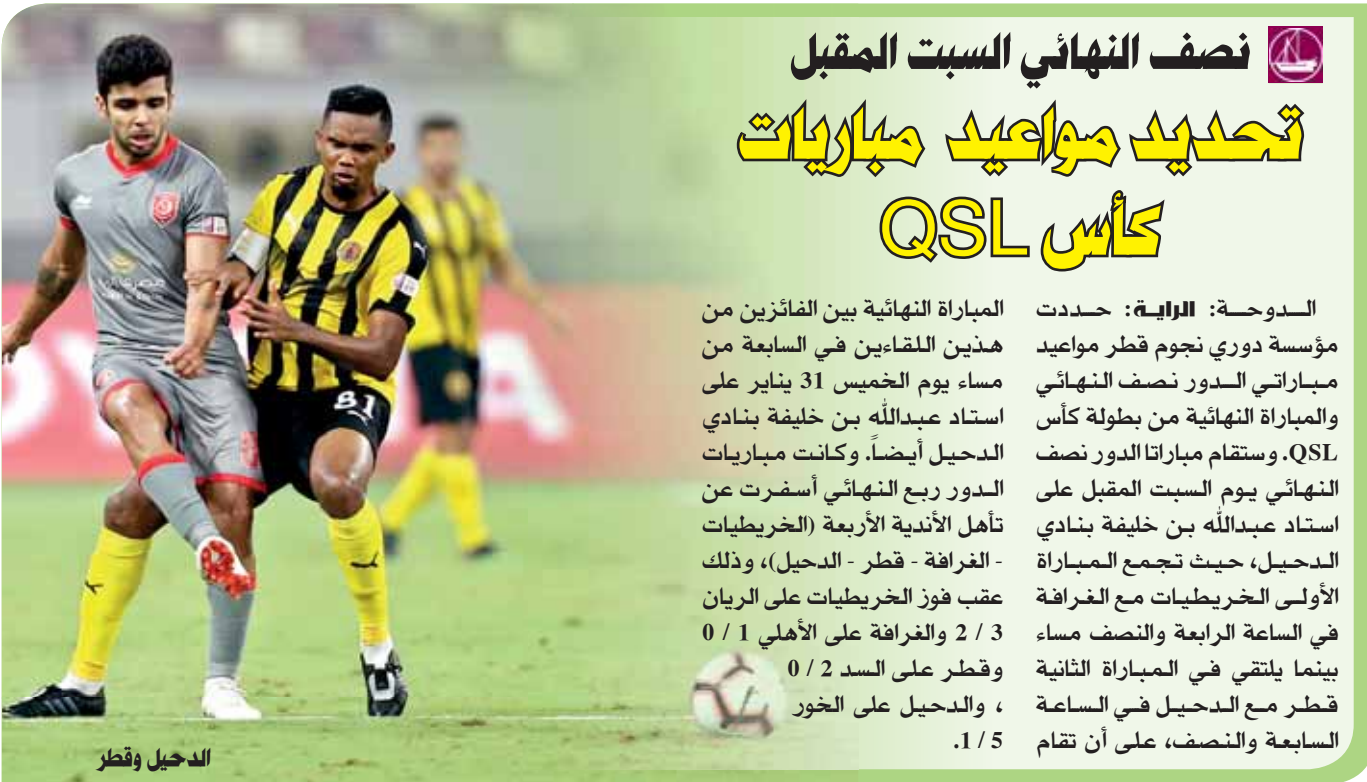 نصف النهائي السبت المقبل
تحديد مواعيد مباريات
كأس QSL
الـدوحـة: الرايـة: حـددت
مؤسسة دوري نجوم قطر مواعيد
مباراتي الدور نصف النهائي
والمباراة النهائية من بطولة كأس
QSL. وستقام مباراتا الدور نصف
النهائي يوم السبت المقبل على
استاد عبدالله بن خليفة بنادي
الدحيل، حيث تجمع المباراة
الأولى الخريطيات مع الغرافة
في الساعة الرابعة والنصف مساء
بينما يلتقي في المباراة الثانية
قطر مع الدحيل في الساعة
السابعة والنصف، على أن تقام
المباراة النهائية بين الفائزين من
هذين اللقاءين في السابعة من
مساء يوم الخميس 31 يناير على
استاد عبدالله بن خليفة بنادي
الدحيل أيضاً. وكانت مباريات
الدور ربع النهائي أسفرت عن
تأهل الأندية الأربعة (الخريطيات
- الغرافة - قطر - الدحيل)، وذلك
عقب فوز الخريطيات على الريان
3 / 2 والغرافة على الأهلي 1 / 0
وقطر على السد 2 / 0
، والدحيل على الخور
5 / 1.
81
الدحيل وقطر